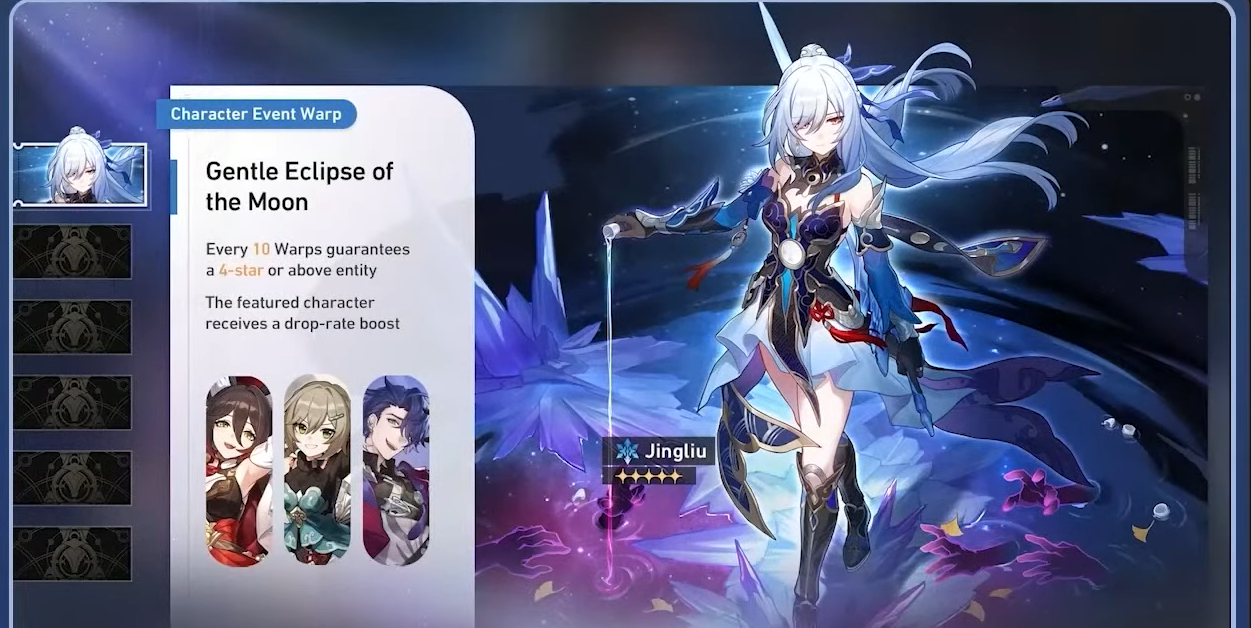 Character Event Warp
Gentle Eclipse of
the Moon
Every 10 Warps guarantees
a 4-star or above entity
The featured character
receives a drop-rate boost
Jingliu